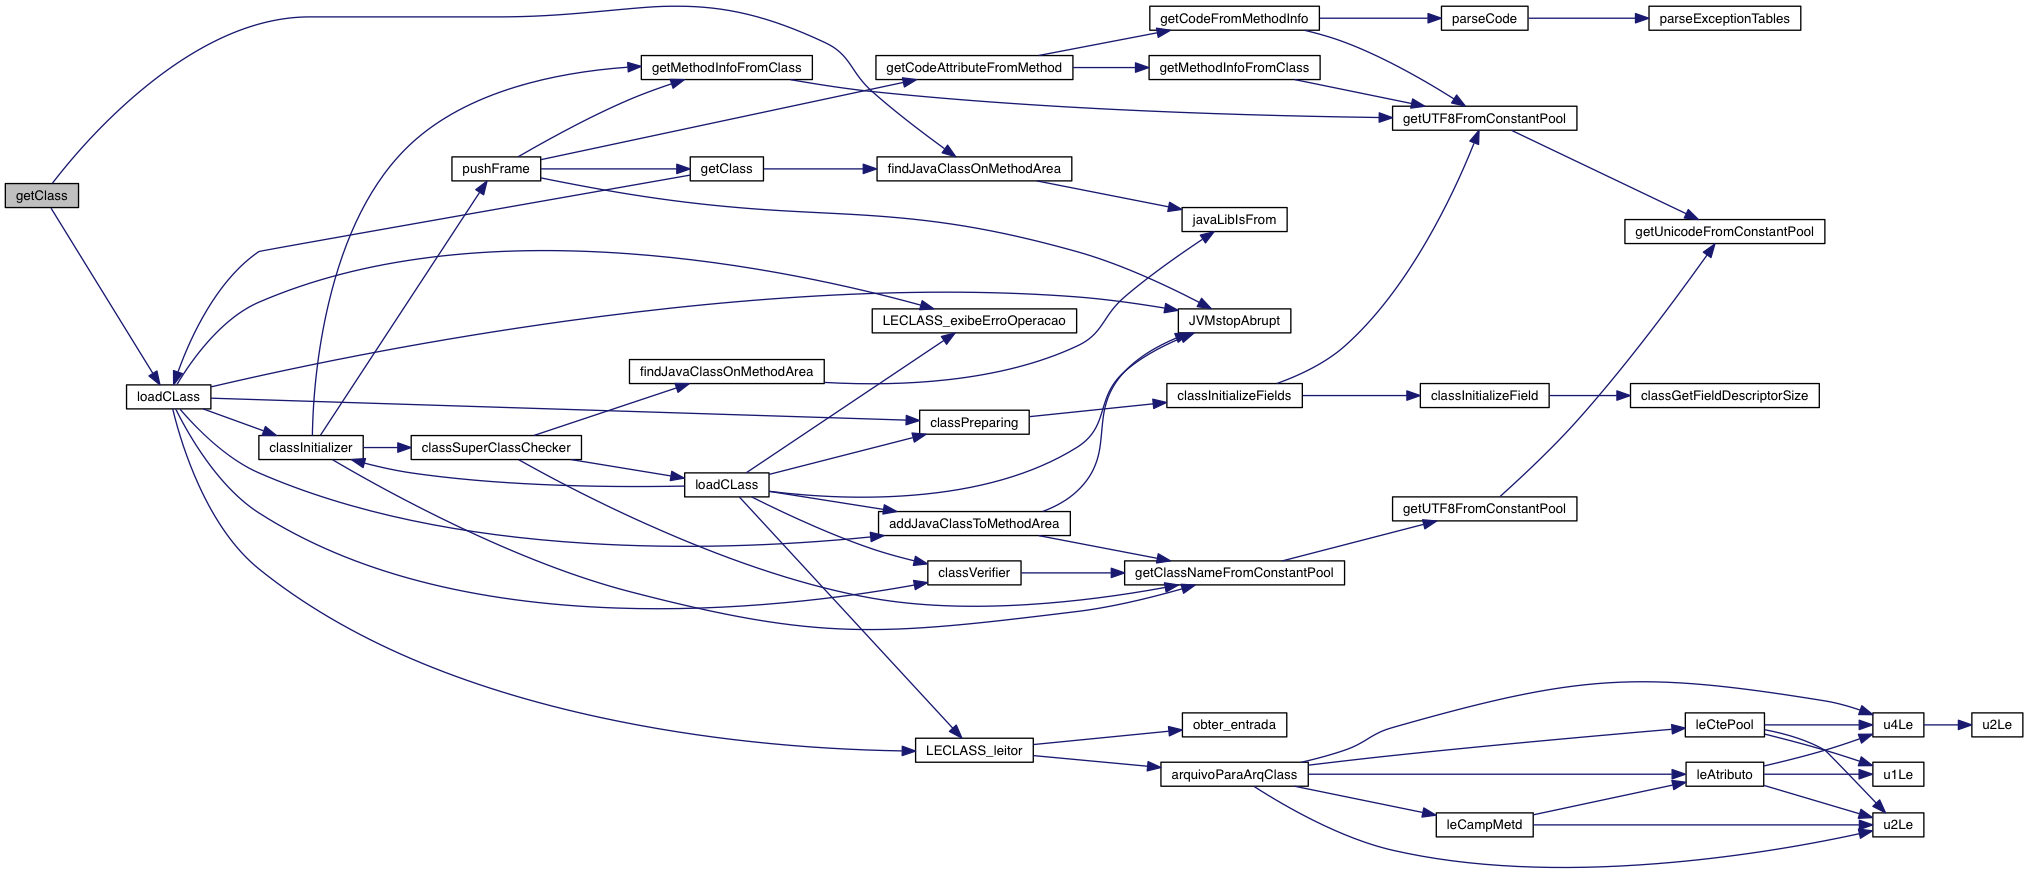 getClass
loadCLass
classInitializer
getMethodInfoFromClass
pushFrame
classSuperClassChecker
findJavaClassOnMethodArea
getClass
loadCLass
getCodeAttributeFromMethod
findJavaClassOnMethodArea
LECLASS_exibeErroOperacao
classPreparing
addJavaClassToMethodArea
classVerifier
LECLASS_leitor
getCodeFromMethodInfo
getMethodInfoFromClass
javaLibIsFrom
JVMstopAbrupt
classInitializeFields
getClassNameFromConstantPool
obter_entrada
arquivoParaArqClass
parseCode
getUTF8FromConstantPool
classInitializeField
getUTF8FromConstantPool
leCampMetd
parseExceptionTables
getUnicodeFromConstantPool
classGetFieldDescriptorSize
leCtePool
leAtributo
u4Le
u1Le
u2Le
u2Le